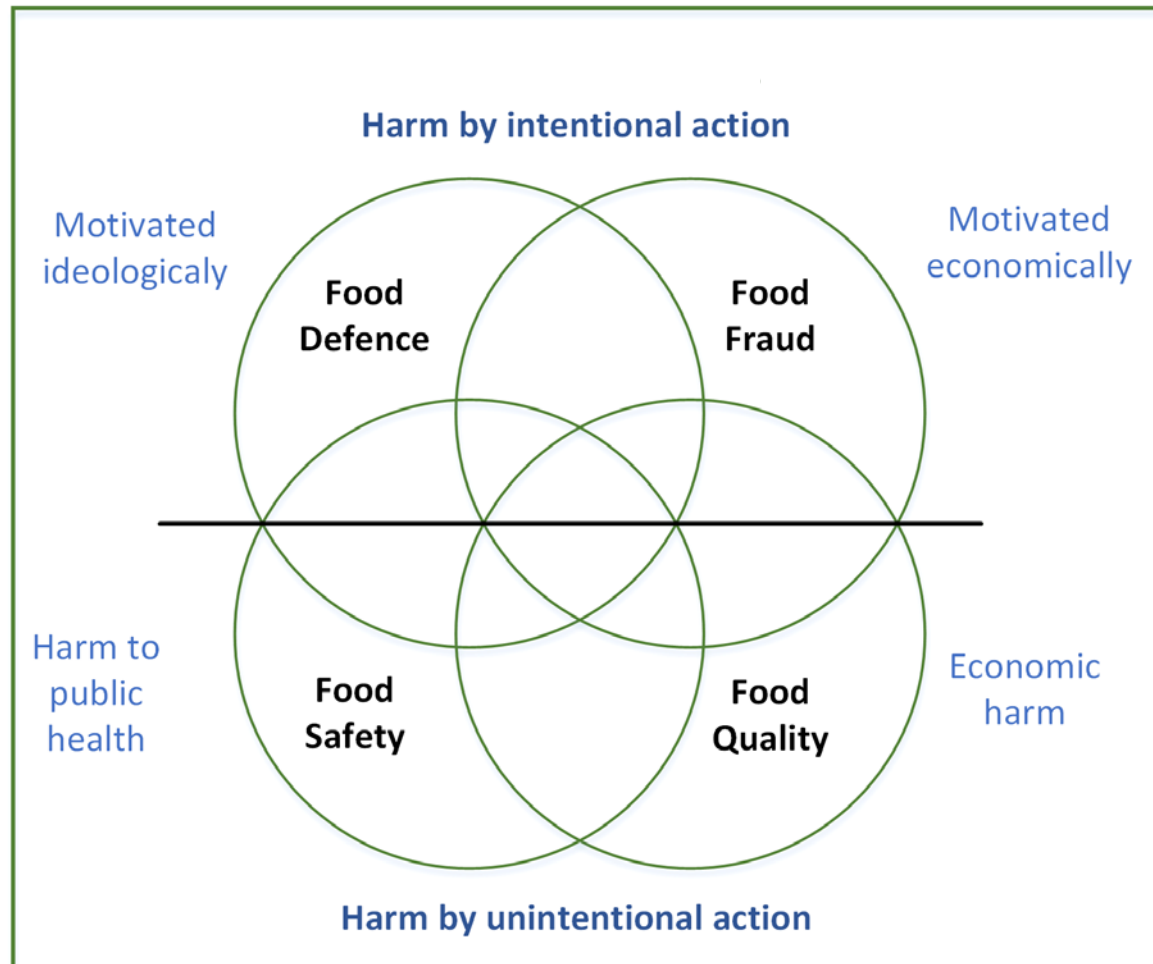 Harm by intentional action
Motivated
ideologicaly
Motivated
economically
Food
Defence
Food
Fraud
Harm to
public
health
Food
Safety
Food
Quality
Economic
harm
Harm by unintentional action